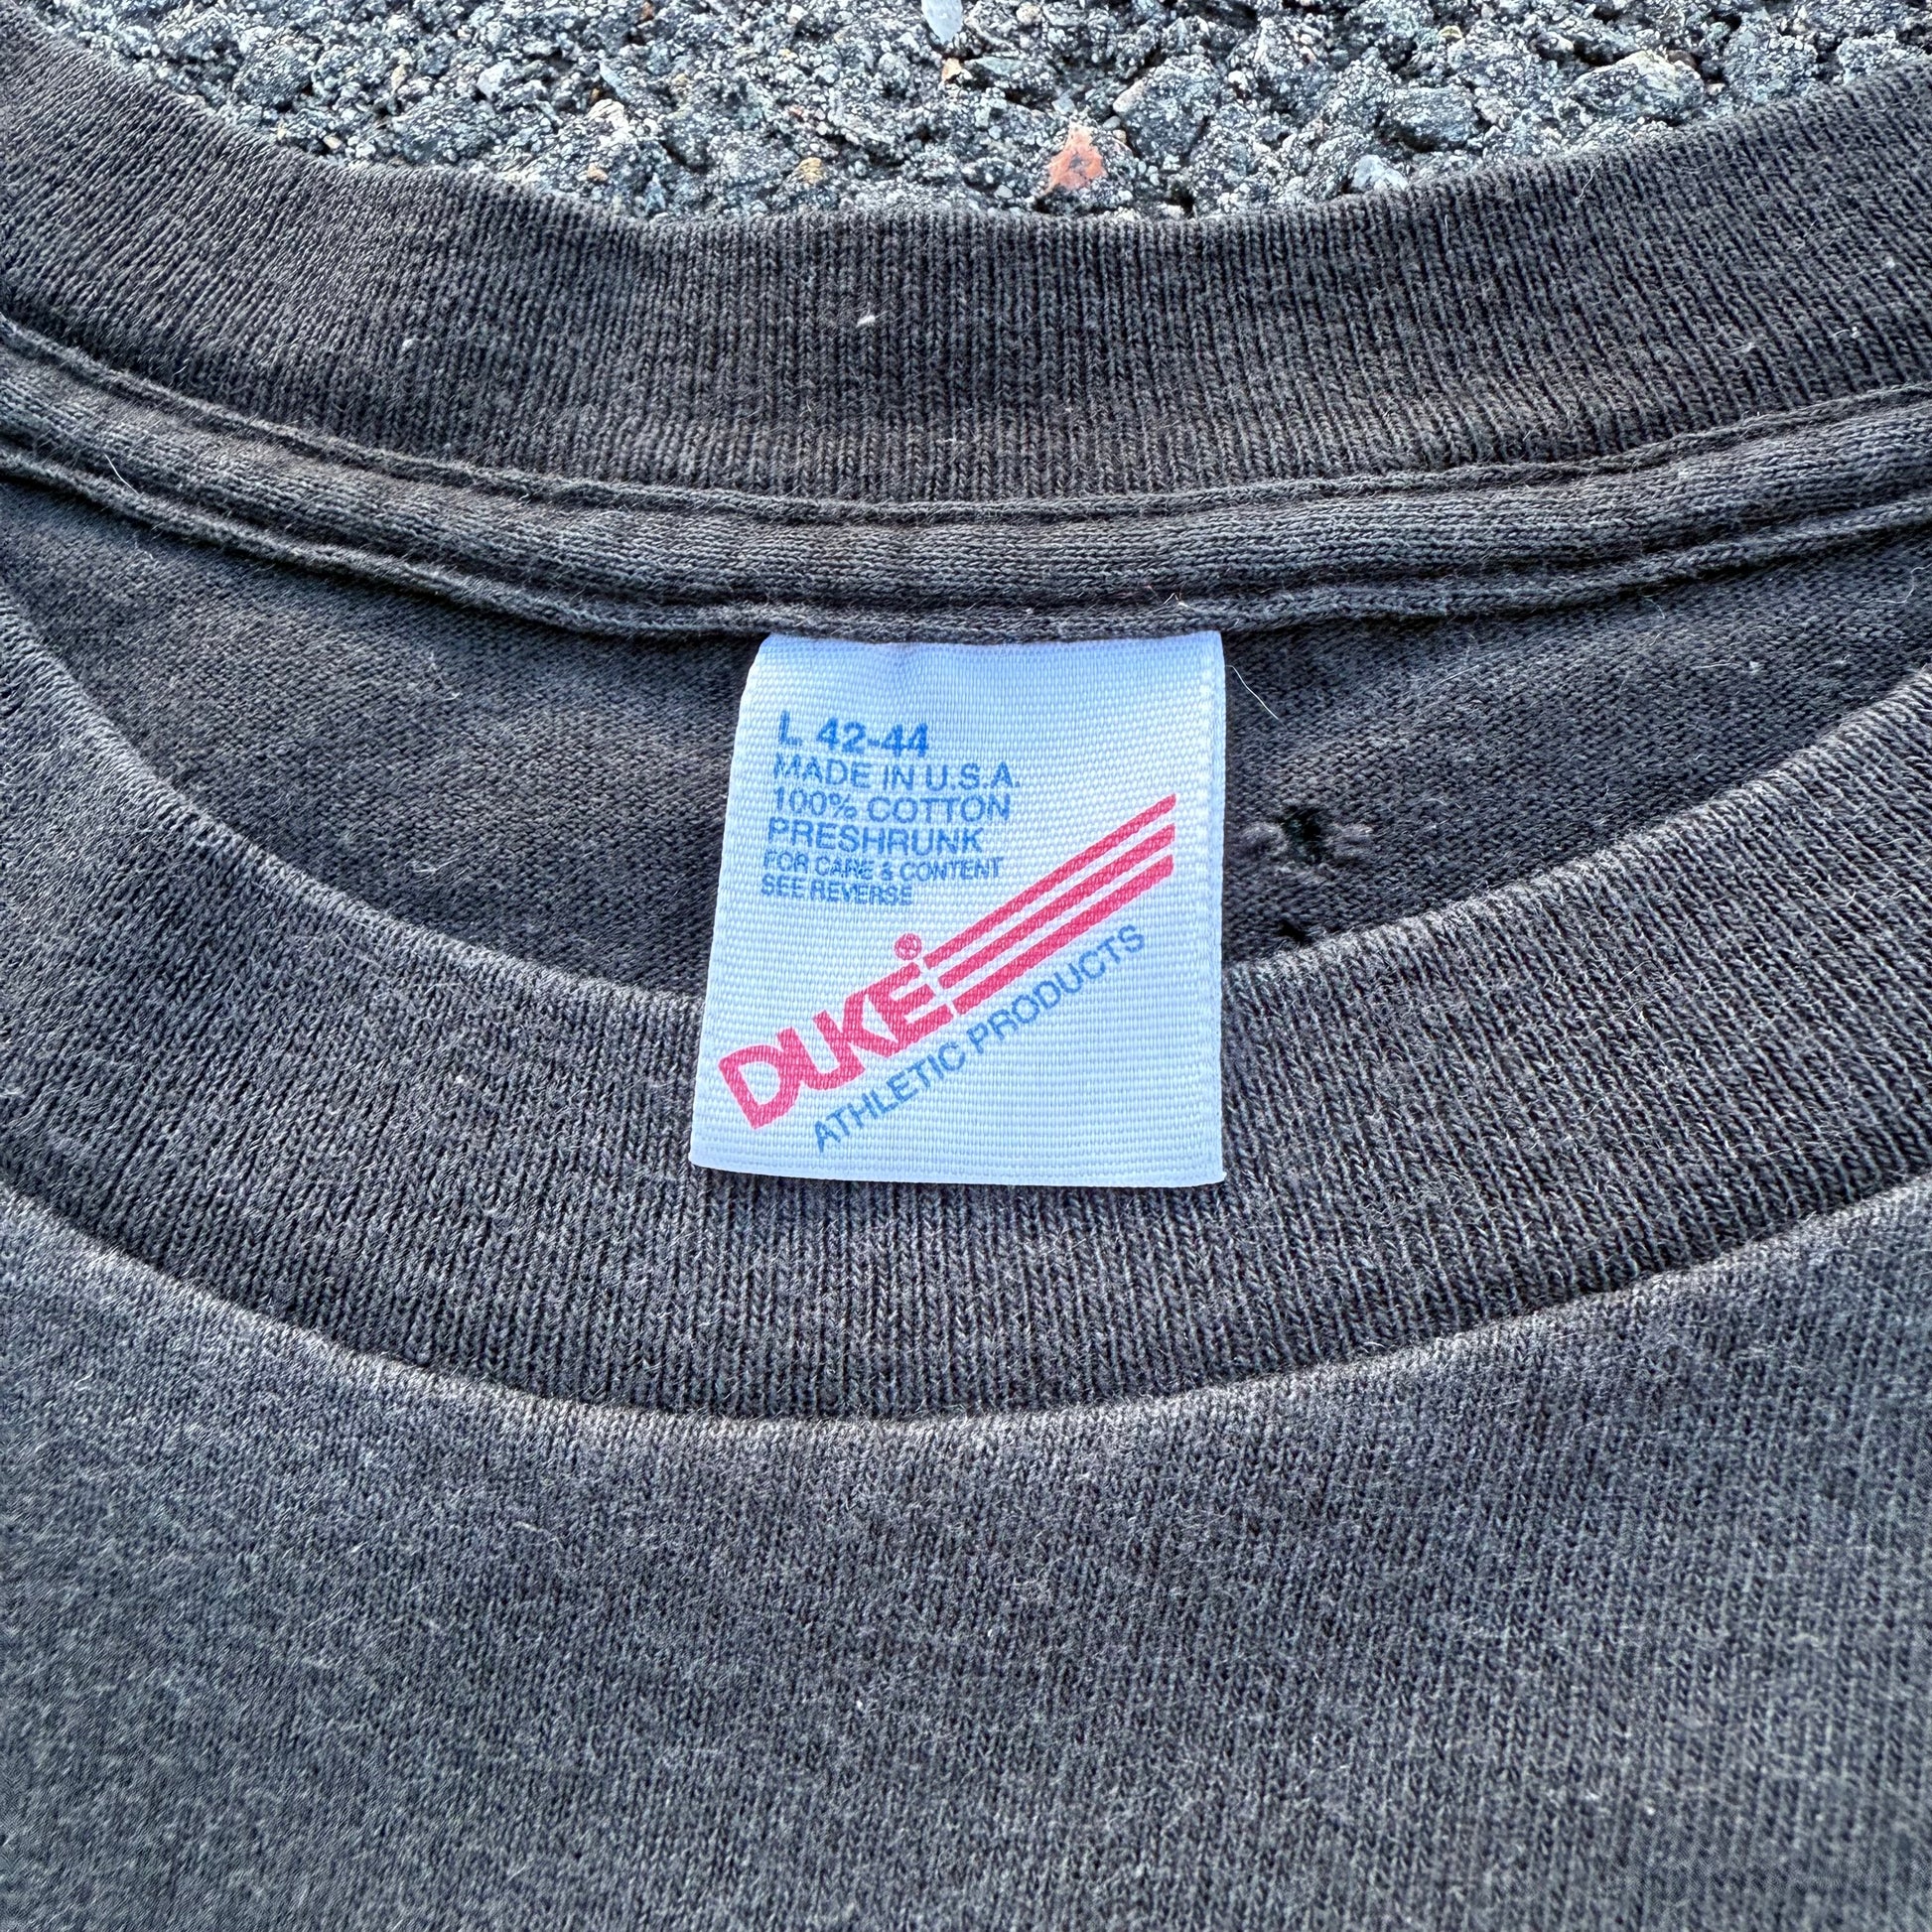 L 42-44
MADE IN U.S.A.
100% COTTON
PRESHRUNK
FOR CARE & CONTENT
SEE REVERSE
DUKE®
ATHLETIC PRODUCTS